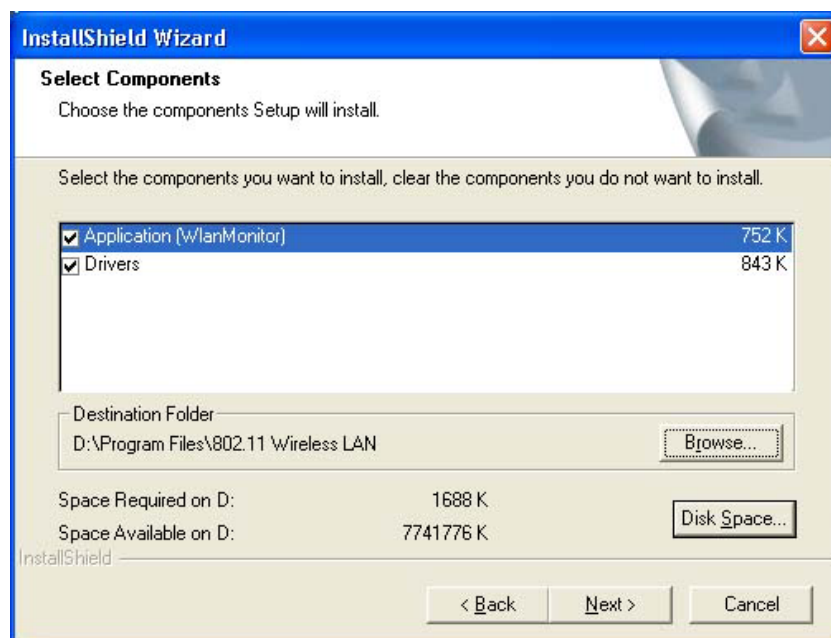 InstallShield Wizard
Select Components
Choose the components Setup will install.
Select the components you want to install, clear the components you do not want to install.
Application (WlanMonitor) 752 K
Drivers 843 K
Destination Folder
D:\Program Files\802.11 Wireless LAN
Browse...
Space Required on D: 1688 K
Space Available on D: 7741776 K
Disk Space...
InstallShield
< Back Next > Cancel